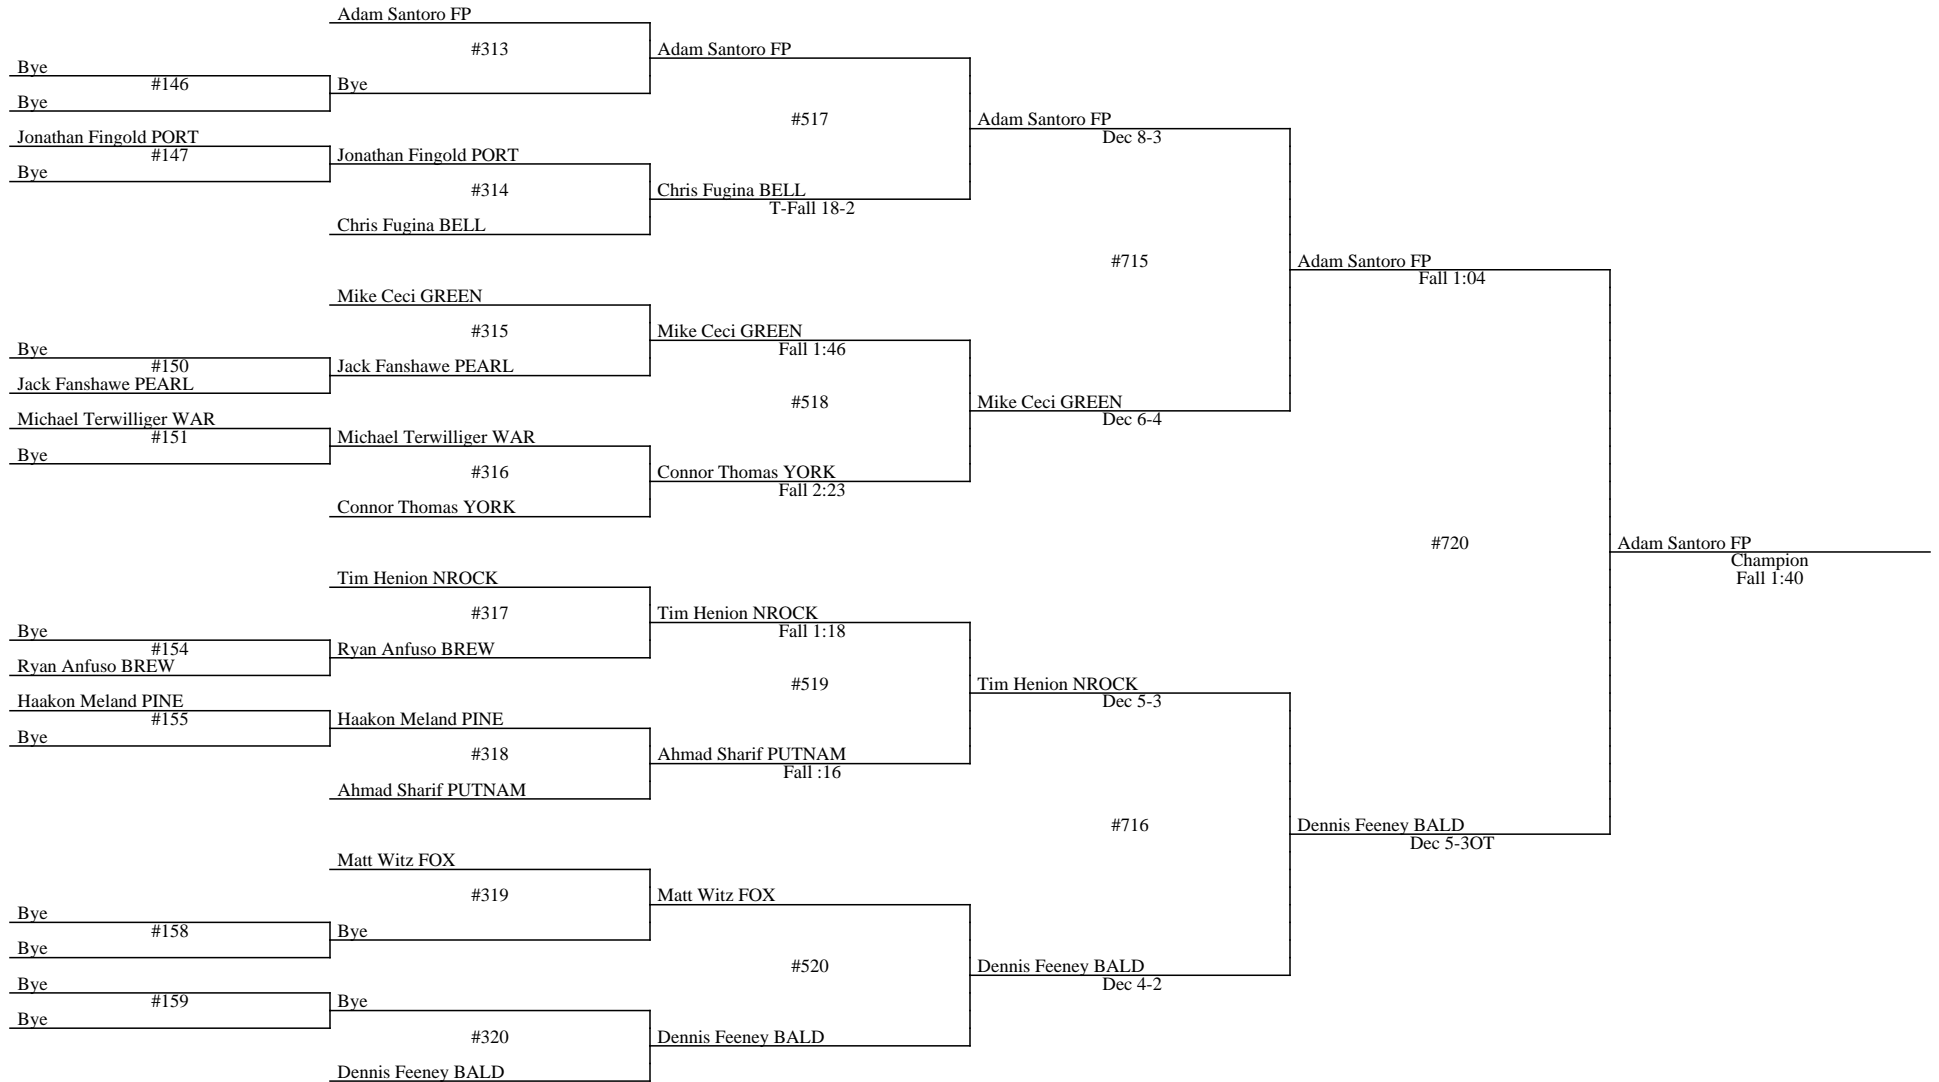 Adam Santoro FP
#313
Adam Santoro FP
Bye
#146
Bye
Bye
#517
Adam Santoro FP
Dec 8-3
Jonathan Fingold PORT
#147
Jonathan Fingold PORT
Bye
#314
Chris Fugina BELL
T-Fall 18-2
Chris Fugina BELL
#715
Adam Santoro FP
Fall 1:04
Mike Ceci GREEN
#315
Mike Ceci GREEN
Fall 1:46
Bye
#150
Jack Fanshawe PEARL
Jack Fanshawe PEARL
#518
Mike Ceci GREEN
Dec 6-4
Michael Terwilliger WAR
#151
Michael Terwilliger WAR
Bye
#316
Connor Thomas YORK
Fall 2:23
Connor Thomas YORK
#720
Adam Santoro FP
Champion
Fall 1:40
Tim Henion NROCK
#317
Tim Henion NROCK
Fall 1:18
Bye
#154
Ryan Anfuso BREW
Ryan Anfuso BREW
#519
Tim Henion NROCK
Dec 5-3
Haakon Meland PINE
#155
Haakon Meland PINE
Bye
#318
Ahmad Sharif PUTNAM
Fall :16
Ahmad Sharif PUTNAM
#716
Dennis Feeney BALD
Dec 5-3OT
Matt Witz FOX
#319
Matt Witz FOX
Bye
#158
Bye
Bye
#520
Dennis Feeney BALD
Dec 4-2
Bye
#159
Bye
Bye
#320
Dennis Feeney BALD
Dennis Feeney BALD